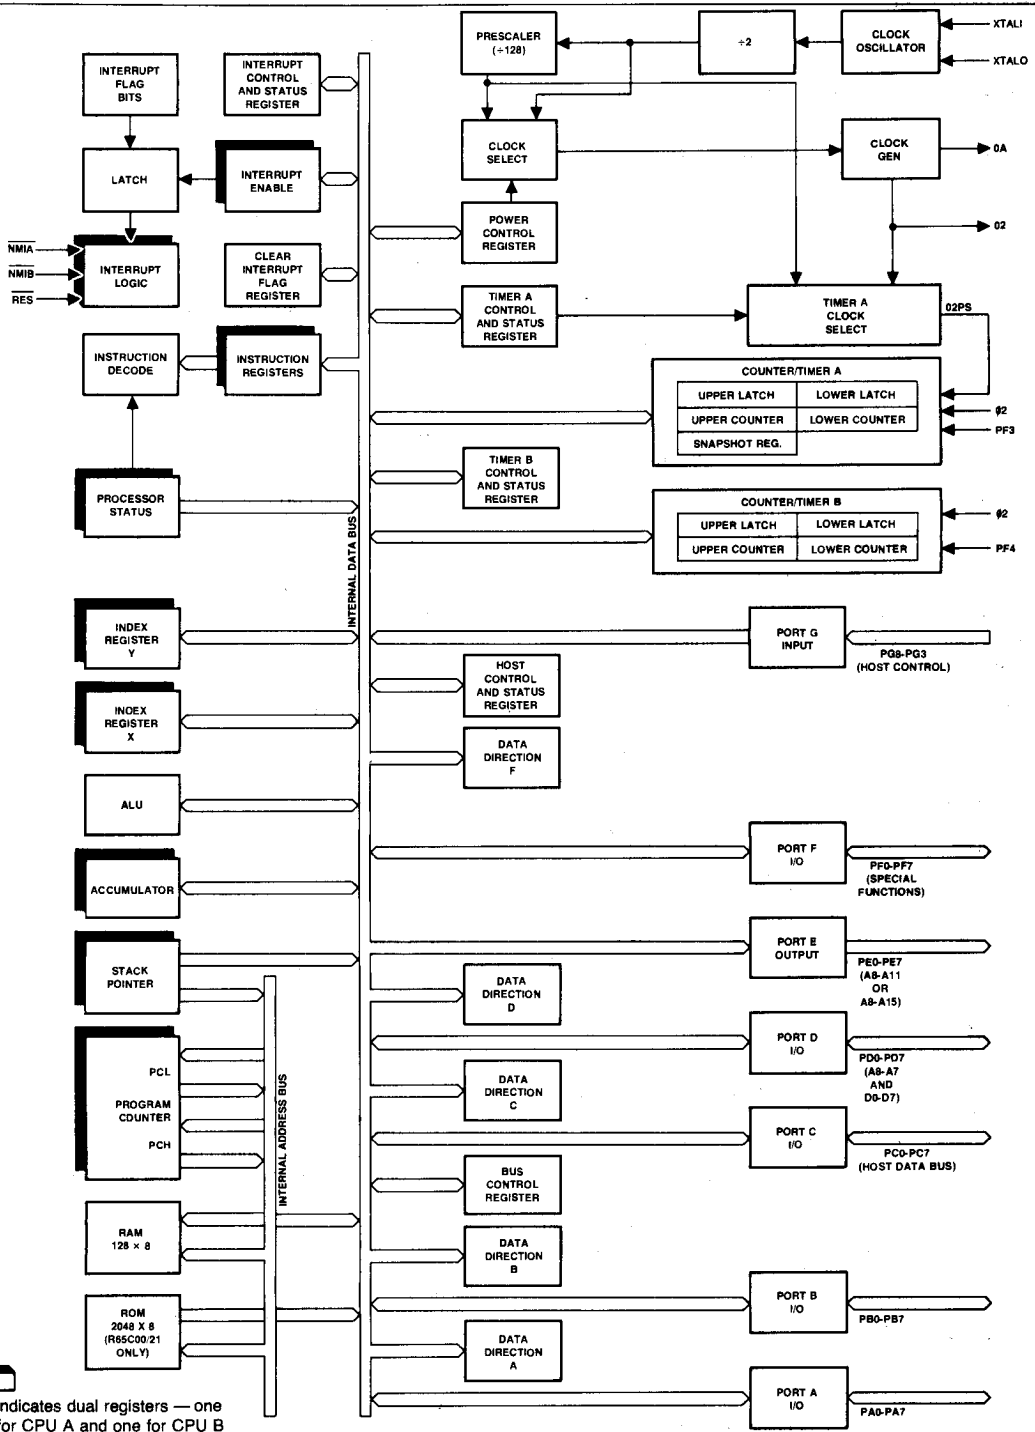 PRESCALER
(÷128)
÷2
CLOCK
OSCILLATOR
XTALI
XTALO
INTERRUPT
FLAG
BITS
INTERRUPT
CONTROL
AND STATUS
REGISTER
CLOCK
SELECT
CLOCK
GEN
0A
LATCH
INTERRUPT
ENABLE
POWER
CONTROL
REGISTER
02
NMIA
NMIB
RES
INTERRUPT
LOGIC
CLEAR
INTERRUPT
FLAG
REGISTER
TIMER A
CONTROL
AND STATUS
REGISTER
TIMER A
CLOCK
SELECT
02PS
INSTRUCTION
DECODE
INSTRUCTION
REGISTERS
COUNTER/TIMER A
UPPER LATCH
LOWER LATCH
UPPER COUNTER
LOWER COUNTER
SNAPSHOT REG.
ø2
PF3
TIMER B
CONTROL
AND STATUS
REGISTER
PROCESSOR
STATUS
COUNTER/TIMER B
UPPER LATCH
LOWER LATCH
UPPER COUNTER
LOWER COUNTER
ø2
PF4
INTERNAL DATA BUS
INDEX
REGISTER
Y
PORT G
INPUT
PG8-PG3
(HOST CONTROL)
HOST
CONTROL
AND STATUS
REGISTER
INDEX
REGISTER
X
DATA
DIRECTION
F
ALU
PORT F
I/O
PF0-PF7
(SPECIAL
FUNCTIONS)
ACCUMULATOR
PORT E
OUTPUT
PE0-PE7
(A8-A11
OR
A8-A15)
STACK
POINTER
DATA
DIRECTION
D
PORT D
I/O
PD0-PD7
(A8-A7
AND
D0-D7)
PCL
PROGRAM
COUNTER
PCH
INTERNAL ADDRESS BUS
DATA
DIRECTION
C
PORT C
I/O
PC0-PC7
(HOST DATA BUS)
BUS
CONTROL
REGISTER
RAM
128 × 8
DATA
DIRECTION
B
ROM
2048 X 8
(R65C00/21
ONLY)
PORT B
I/O
PB0-PB7
DATA
DIRECTION
A
PORT A
I/O
PA0-PA7
ndicates dual registers — one
for CPU A and one for CPU B